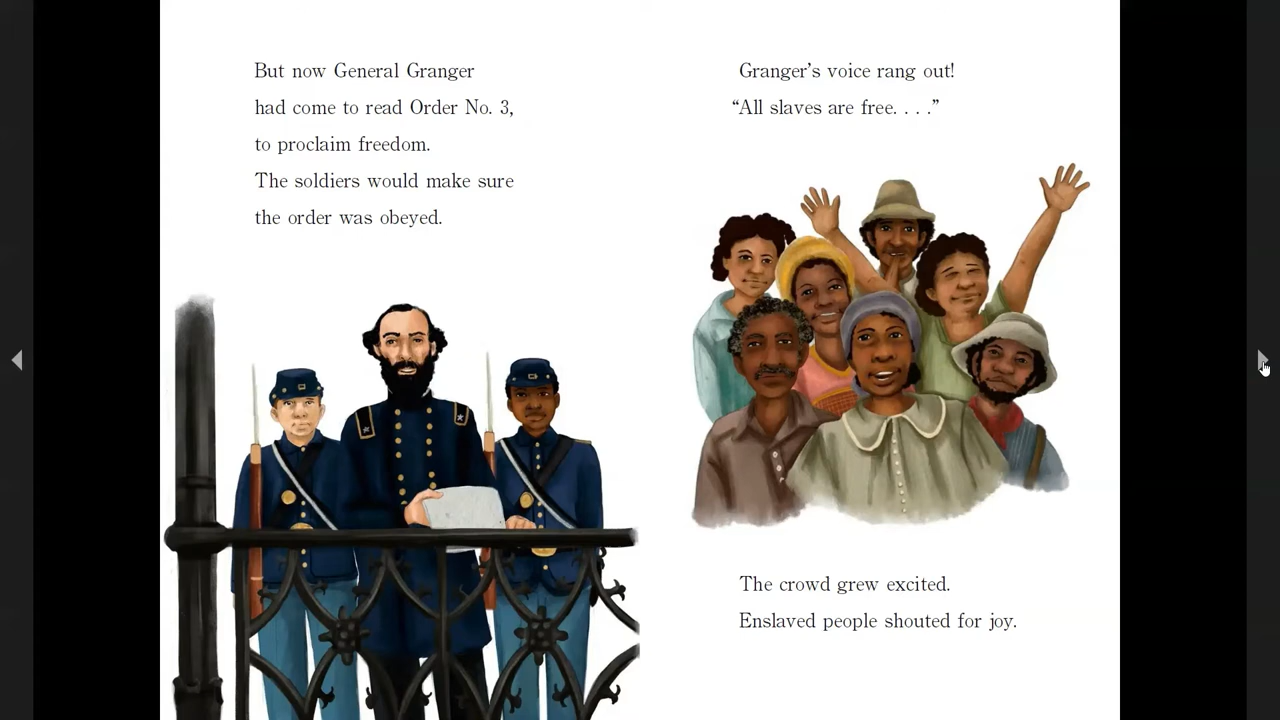 But now General Granger
had come to read Order No. 3,
to proclaim freedom.
The soldiers would make sure
the order was obeyed.
Granger’s voice rang out!
“All slaves are free. . . .”
The crowd grew excited.
Enslaved people shouted for joy.